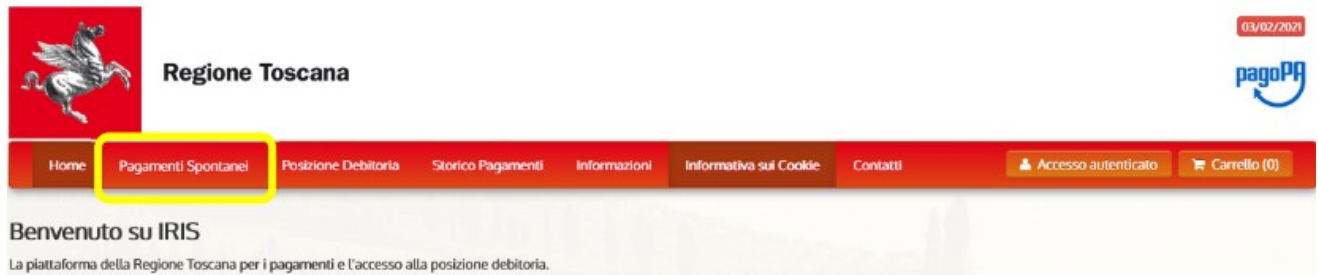 03/02/2021
Regione Toscana
pagoPA
Home Pagamenti Spontanei Posizione Debitoria Storico Pagamenti Informazioni Informativa sui Cookie Contatti Accesso autenticato Carrello (0)
Benvenuto su IRIS
La piattaforma della Regione Toscana per i pagamenti e l'accesso alla posizione debitoria.